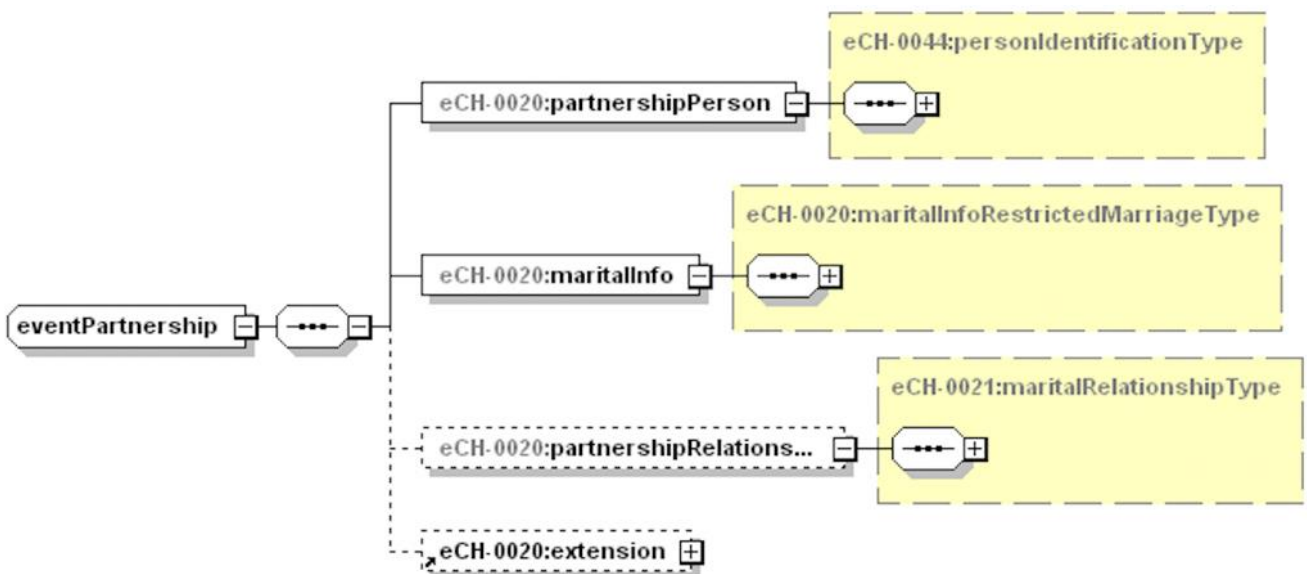 eCH-0044:personIdentificationType
eCH-0020:partnershipPerson
eCH-0020:maritalInfoRestrictedMarriageType
eCH-0020:maritalInfo
eventPartnership
eCH-0021:maritalRelationshipType
eCH-0020:partnershipRelations...
eCH-0020:extension